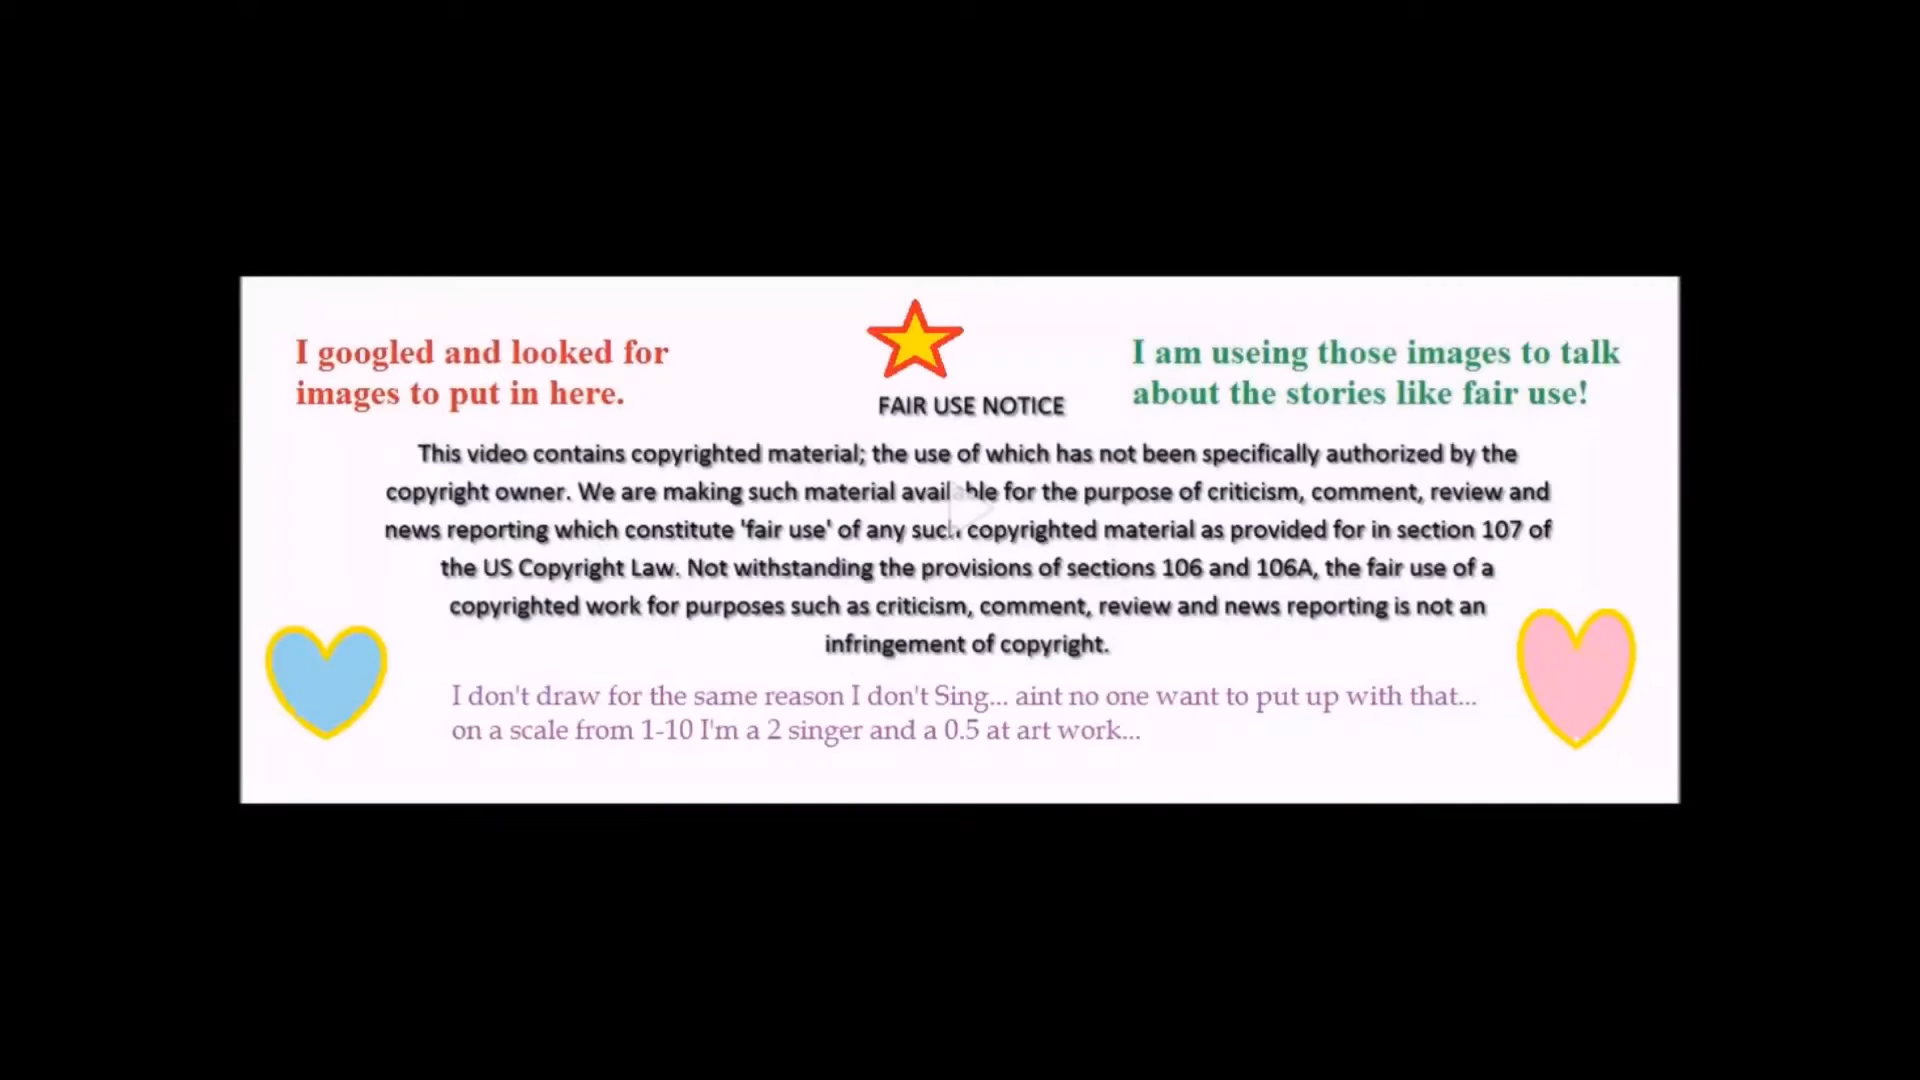 I googled and looked for
images to put in here.
I am useing those images to talk
about the stories like fair use!
FAIR USE NOTICE
This video contains copyrighted material; the use of which has not been specifically authorized by the
copyright owner. We are making such material available for the purpose of criticism, comment, review and
news reporting which constitute 'fair use' of any such copyrighted material as provided for in section 107 of
the US Copyright Law. Not withstanding the provisions of sections 106 and 106A, the fair use of a
copyrighted work for purposes such as criticism, comment, review and news reporting is not an
infringement of copyright.
I don't draw for the same reason I don't Sing... aint no one want to put up with that...
on a scale from 1-10 I'm a 2 singer and a 0.5 at art work...